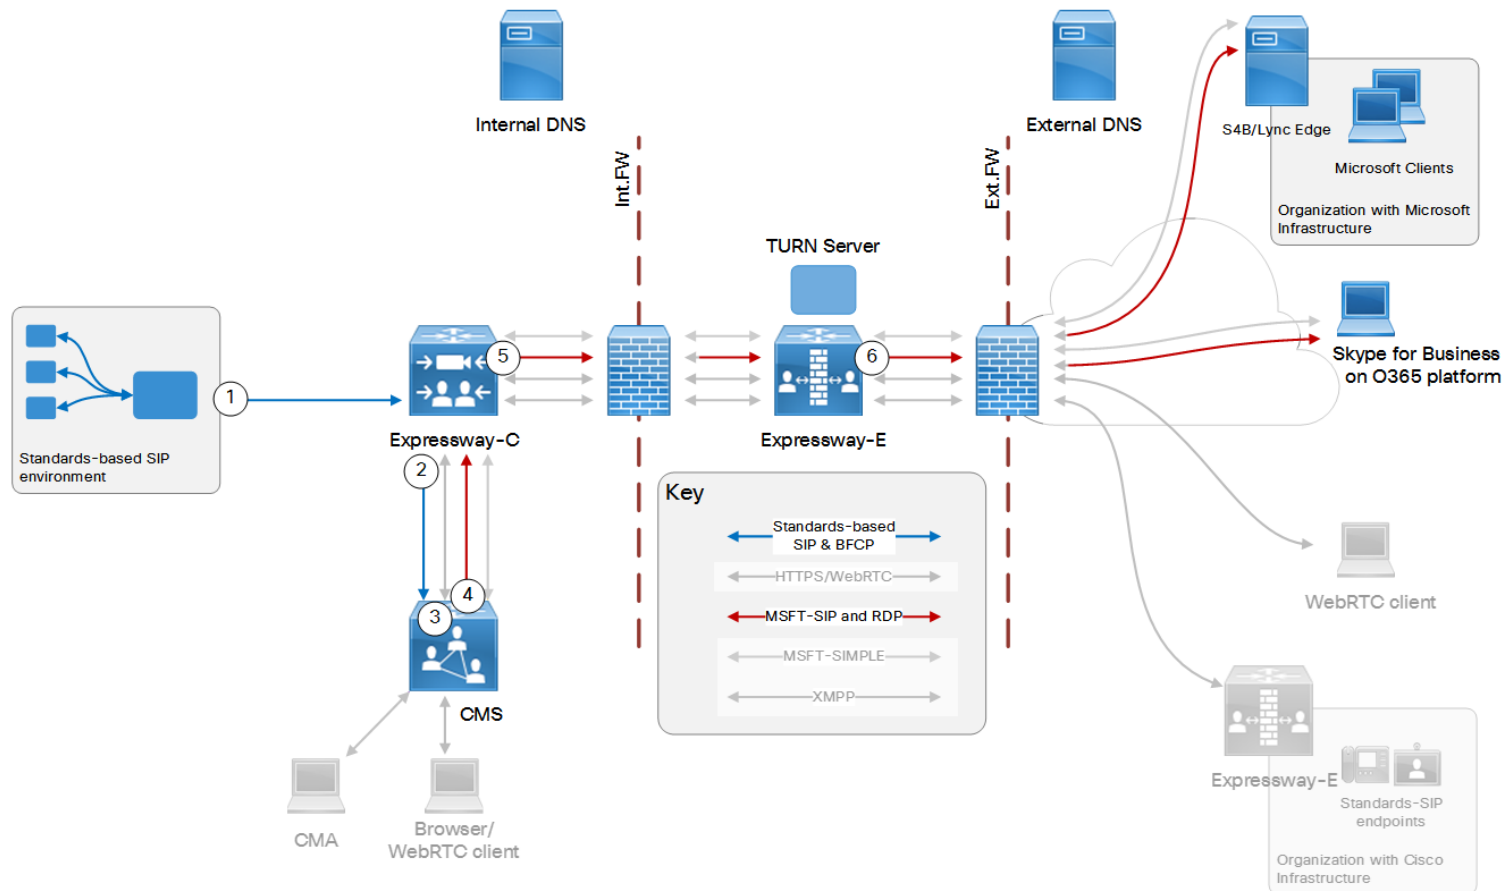 Internal DNS
External DNS
S4B/Lync Edge
Microsoft Clients
Organization with Microsoft
Infrastructure
Int.FW
Ext.FW
TURN Server
Skype for Business
on O365 platform
1
5
6
Standards-based SIP
environment
Expressway-C
Expressway-E
2
4
3
CMS
Key
Standards-based
SIP & BFCP
HTTPS/WebRTC
MSFT-SIP and RDP
MSFT-SIMPLE
XMPP
WebRTC client
CMA
Browser/
WebRTC client
Expressway-E
Standards-SIP
endpoints
Organization with Cisco
Infrastructure